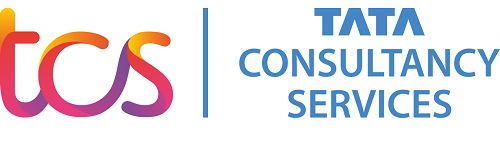 tcs
TATA
CONSULTANCY
SERVICES